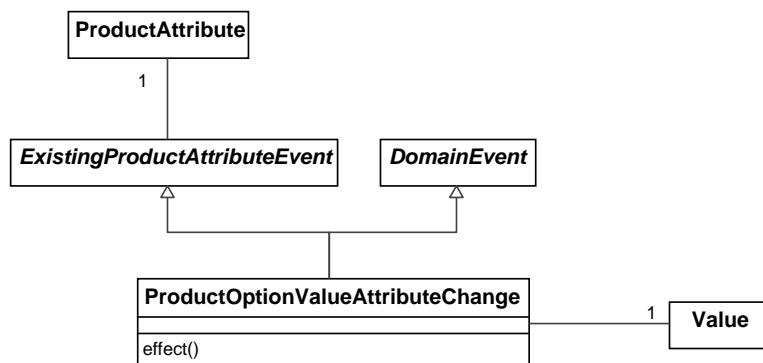 ProductAttribute
1
ExistingProductAttributeEvent
DomainEvent
ProductOptionValueAttributeChange
effect()
1
Value